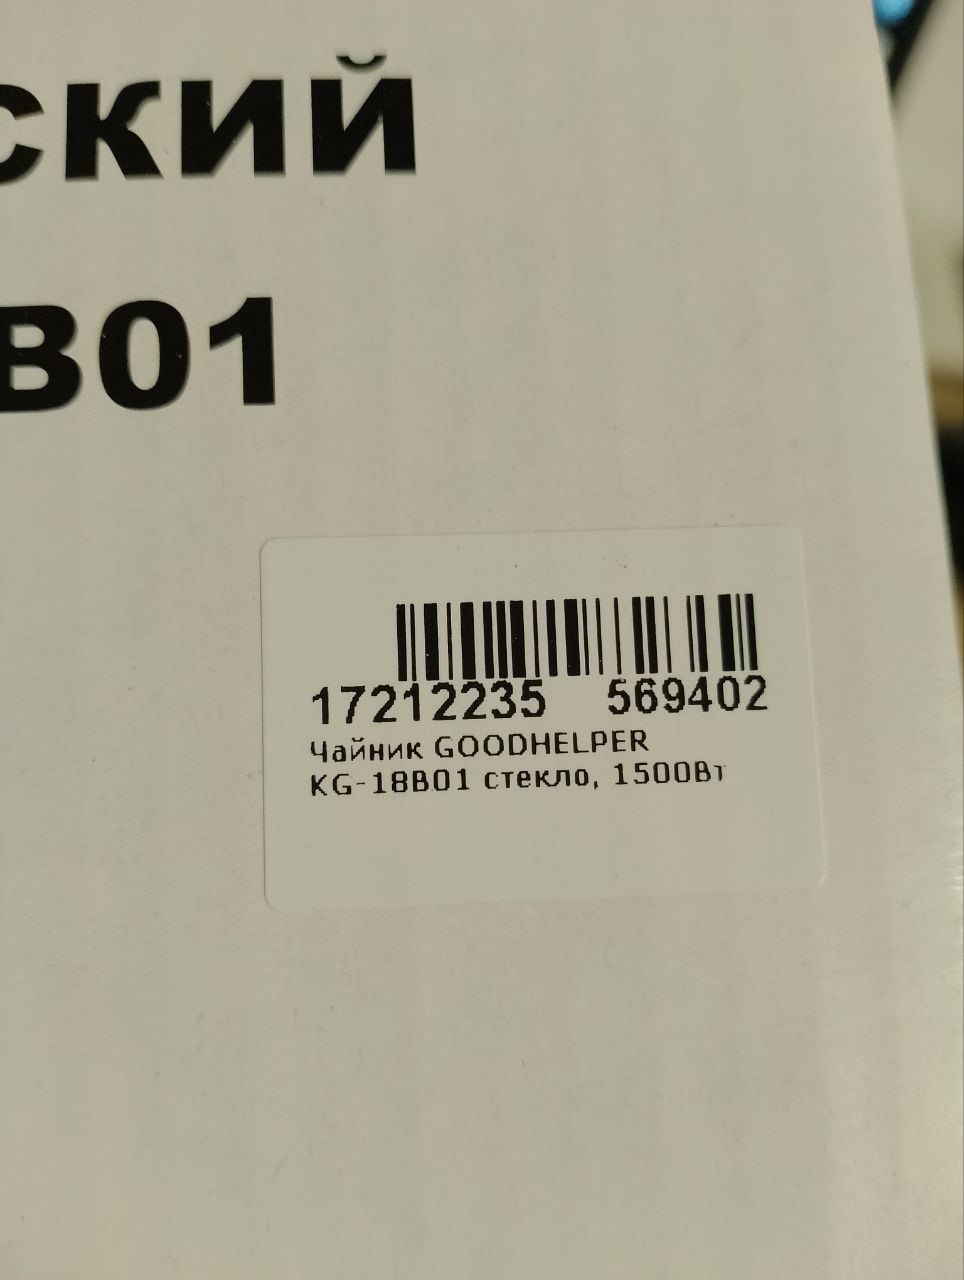 ский
B01
17212235 569402
Чайник GOODHELPER
KG-18B01 стекло, 1500Вт